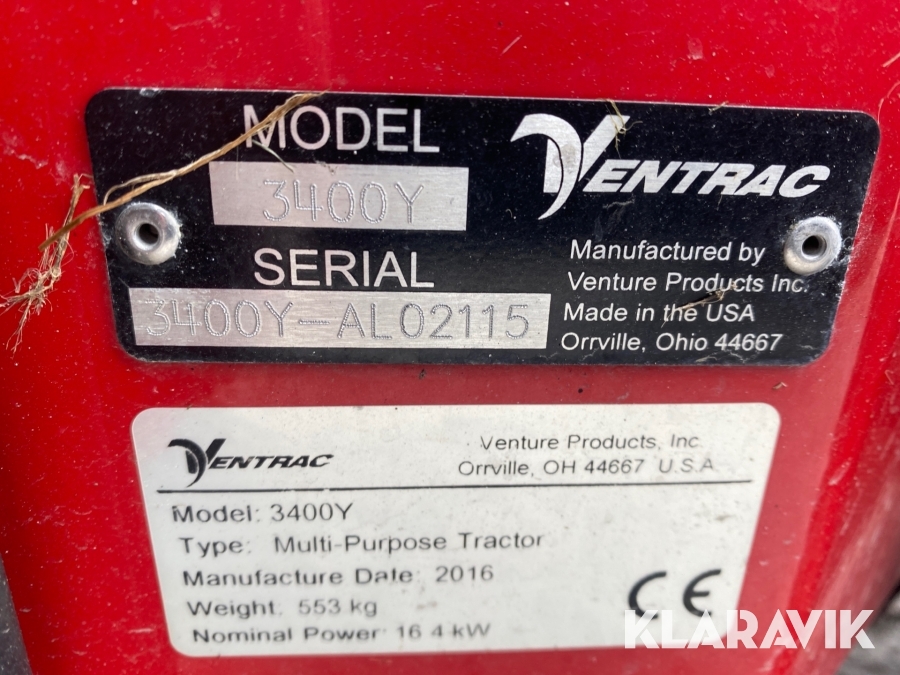 MODEL
3400Y
SERIAL
3400Y-AL02115
VENTRAC
Manufactured by
Venture Products Inc.
Made in the USA
Orrville, Ohio 44667
VENTRAC
Venture Products, Inc.
Orrville, OH 44667 U.S.A.
Model: 3400Y
Type: Multi-Purpose Tractor
Manufacture Date: 2016
Weight: 553 kg
Nominal Power: 16.4 kW
CE
KLARAVIK